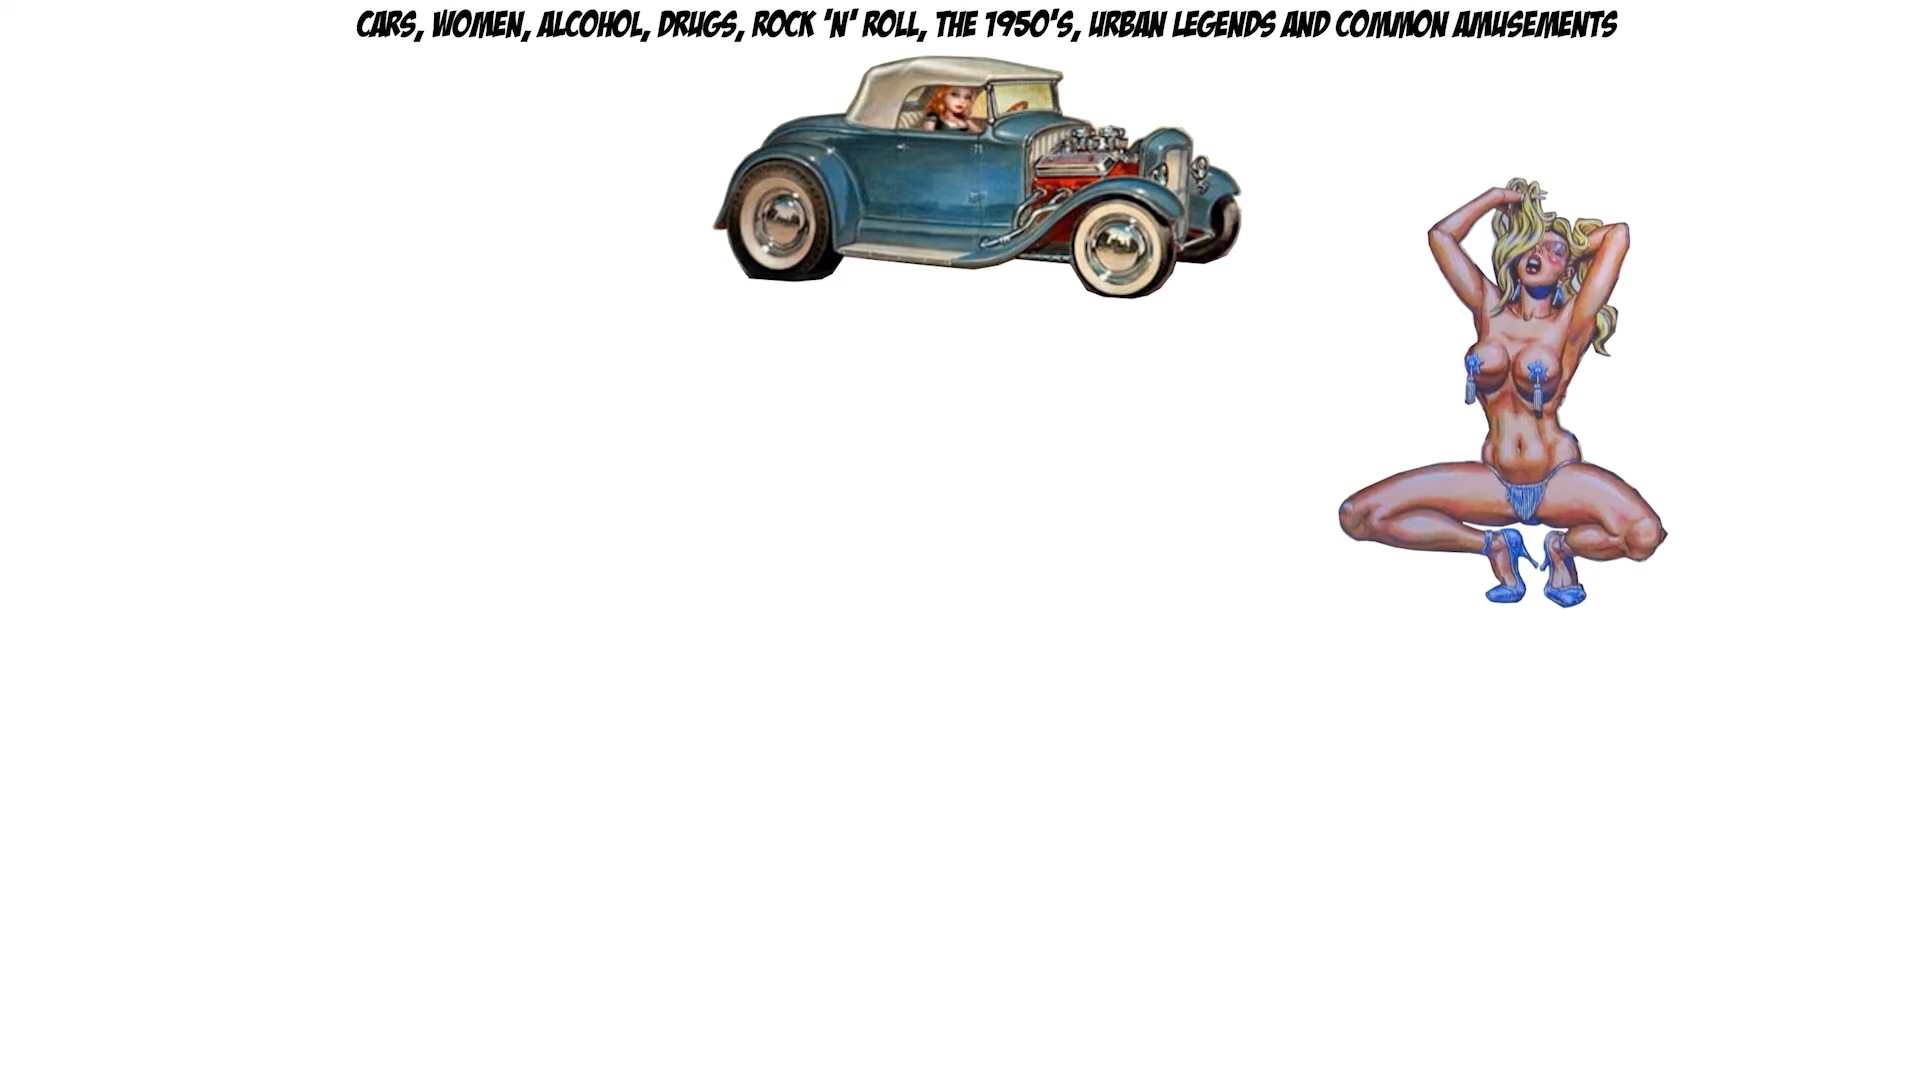 CARS, WOMEN, ALCOHOL, DRUGS, ROCK 'N' ROLL, THE 1950'S, URBAN LEGENDS AND COMMON AMUSEMENTS